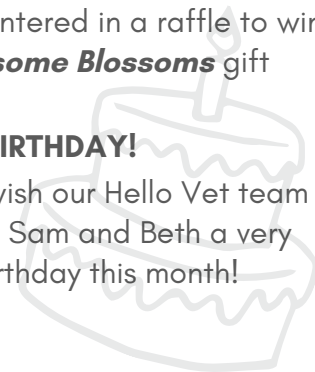 ntered in a raffle to wir
some Blossoms gift
IRTHDAY!
vish our Hello Vet team
Sam and Beth a very
rthday this month!